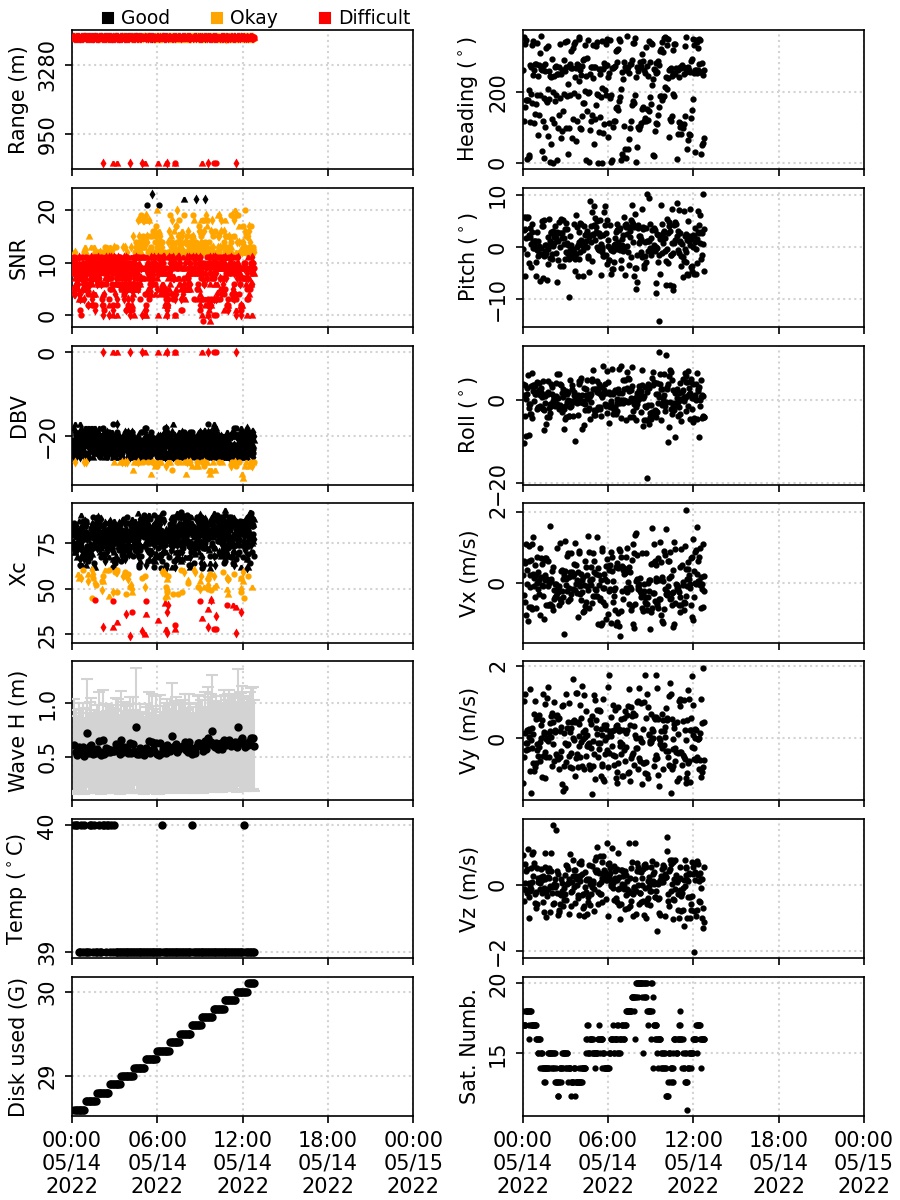 Good Okay Difficult
Range (m)
3280
950
Heading (°)
200
0
SNR
20
10
0
Pitch (°)
10
0
−10
DBV
0
−20
Roll (°)
0
−20
Xc
75
50
25
Vx (m/s)
2
0
Wave H (m)
1.0
0.5
Vy (m/s)
2
0
Temp (°C)
40
39
Vz (m/s)
0
−2
Disk used (G)
30
29
Sat. Numb.
20
15
00:00 06:00 12:00 18:00 00:00
05/14 05/14 05/14 05/14 05/15
2022 2022 2022 2022 2022
00:00 06:00 12:00 18:00 00:00
05/14 05/14 05/14 05/14 05/15
2022 2022 2022 2022 2022